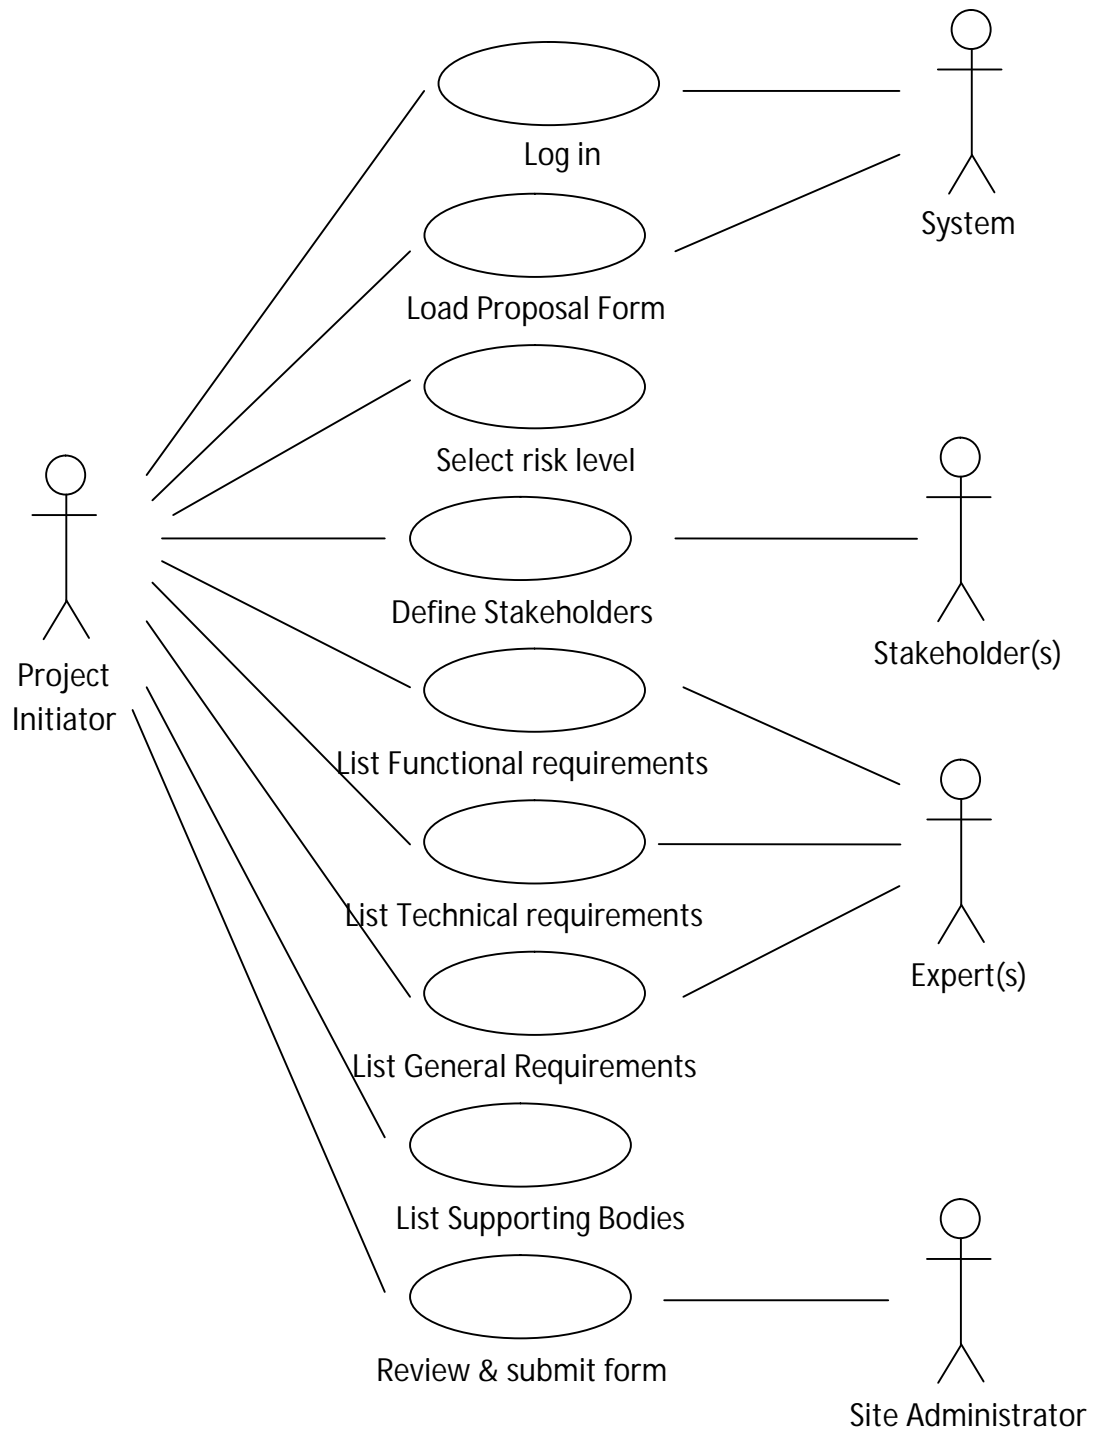 Log in
System
Load Proposal Form
Select risk level
Define Stakeholders
Stakeholder(s)
Project
Initiator
List Functional requirements
List Technical requirements
Expert(s)
List General Requirements
List Supporting Bodies
Review & submit form
Site Administrator